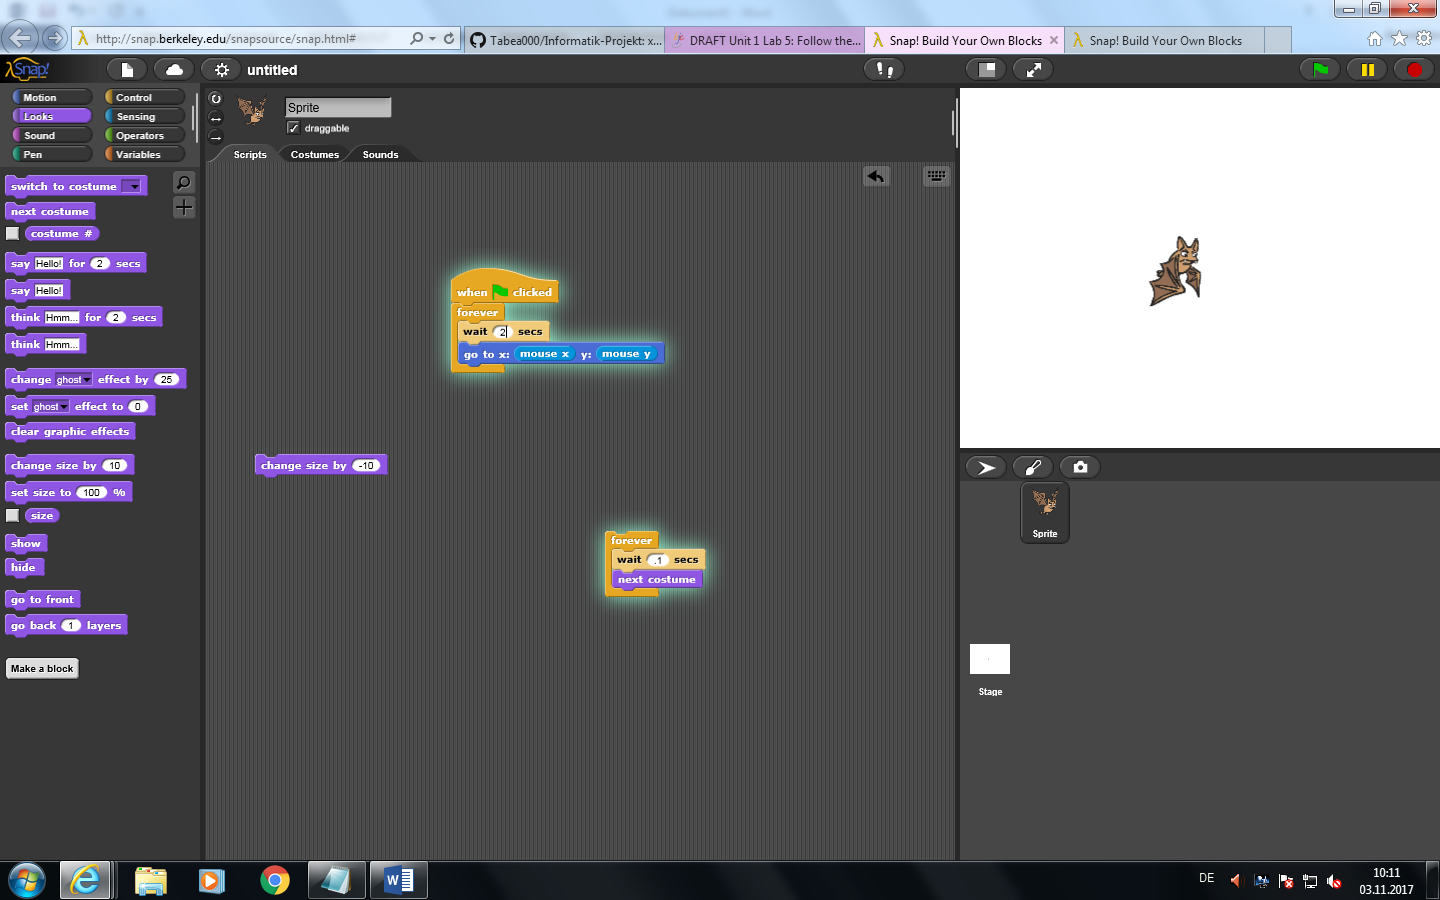 http://snap.berkeley.edu/snapsource/snap.html#
Tabea000/Informatik-Projekt: x...
DRAFT Unit 1 Lab 5: Follow the...
Snap! Build Your Own Blocks
Snap! Build Your Own Blocks
Snap!
untitled
Motion
Control
Looks
Sensing
Sound
Operators
Pen
Variables
Sprite
draggable
Scripts
Costumes
Sounds
switch to costume
next costume
costume #
say Hello! for 2 secs
say Hello!
think Hmm... for 2 secs
think Hmm...
change ghost effect by 25
set ghost effect to 0
clear graphic effects
change size by 10
set size to 100 %
size
show
hide
go to front
go back 1 layers
Make a block
when clicked
forever
wait 2 secs
go to x: mouse x y: mouse y
change size by -10
forever
wait .1 secs
next costume
Sprite
Stage
DE
10:11
03.11.2017